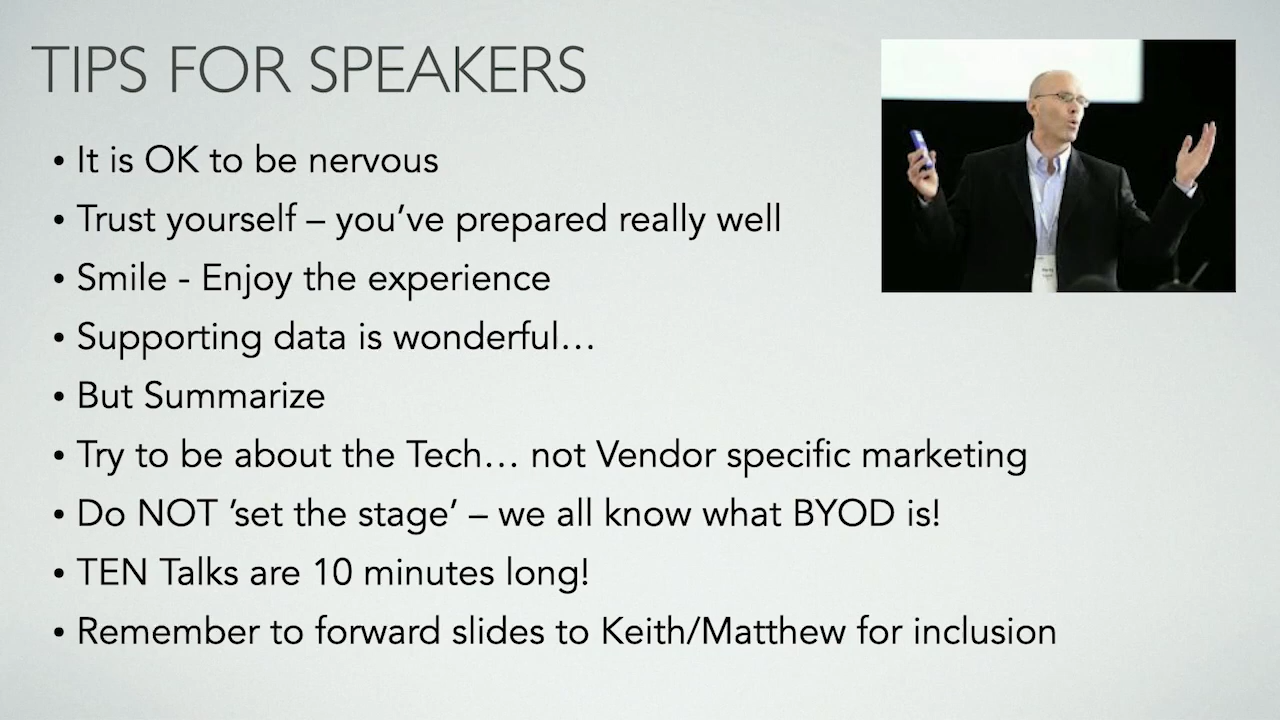 TIPS FOR SPEAKERS
• It is OK to be nervous
• Trust yourself – you’ve prepared really well
• Smile - Enjoy the experience
• Supporting data is wonderful…
• But Summarize
• Try to be about the Tech… not Vendor specific marketing
• Do NOT ‘set the stage’ – we all know what BYOD is!
• TEN Talks are 10 minutes long!
• Remember to forward slides to Keith/Matthew for inclusion